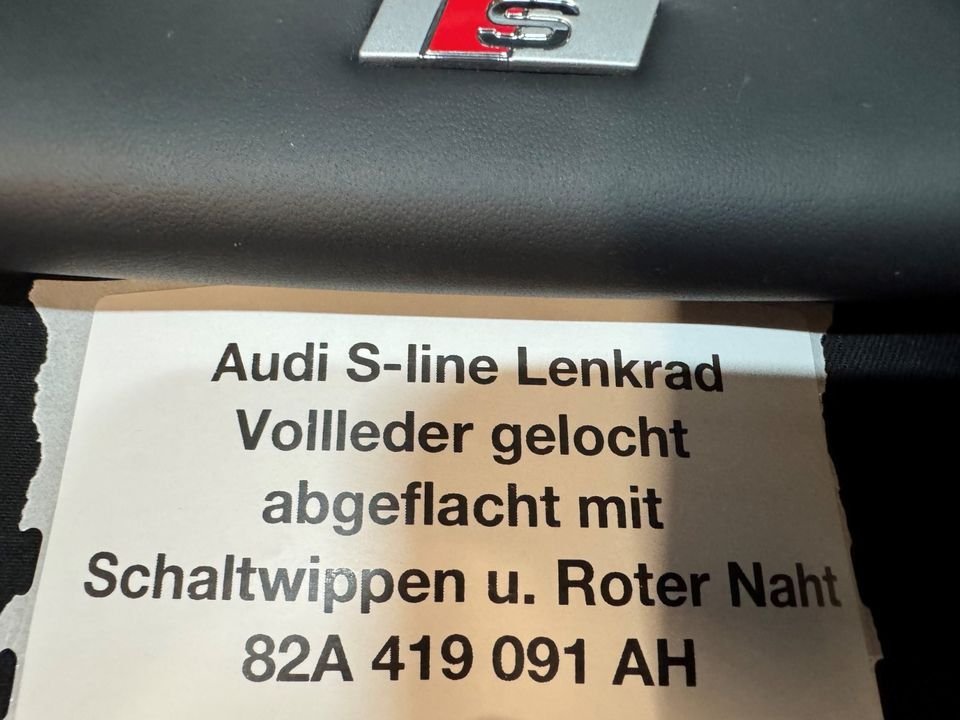 S
Audi S-line Lenkrad
Vollleder gelocht
abgeflacht mit
Schaltwippen u. Roter Naht
82A 419 091 AH